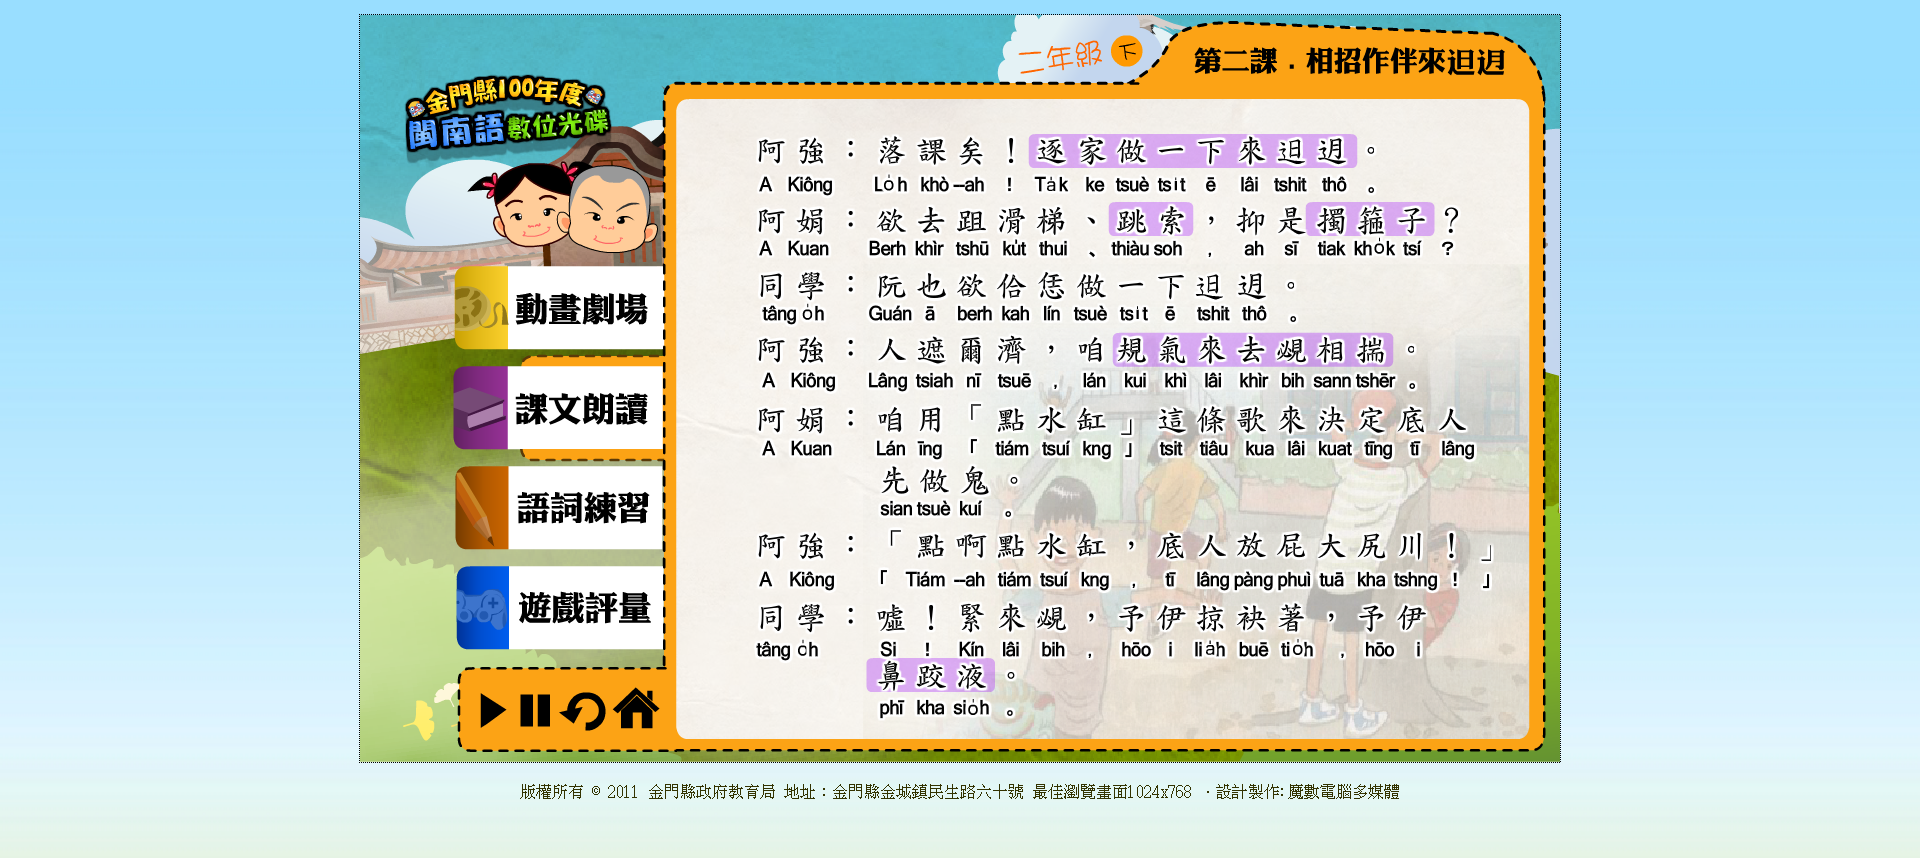 二年級 下
第二課．相招作伴來迌迌
金門縣100年度
閩南語數位光碟
動畫劇場
課文朗讀
語詞練習
遊戲評量
阿強：落課矣！逐家做一下來迌迌。
A Kiông Lo̍h khò --ah ! Ta̍k ke tsuè tsi̍t ē lâi tshit thô 。
阿娟：欲去跙滑梯、跳索，抑是擉箍子？
A Kuan Berh khìr tshū ku̍t thui 、 thiàu soh , ah sī tiak kho̍k tsí ?
同學：阮也欲佮恁做一下迌迌。
tâng o̍h Guán ā berh kah lín tsuè tsi̍t ē tshit thô 。
阿強：人遮爾濟，咱規氣來去覕相揣。
A Kiông Lâng tsiah nī tsuē , lán kui khì lâi khìr bih sann tshēr 。
阿娟：咱用「點水缸」這條歌來決定底人
A Kuan Lán īng 「 tiám tsuí kng 」 tsit tiâu kua lâi kuat tīng tī lâng
先做鬼。
sian tsuè kuí 。
阿強：「點啊點水缸，底人放屁大尻川！」
A Kiông 「 Tiám --ah tiám tsuí kng , tī lâng pàng phuì tuā kha tshng ! 」
同學：噓！緊來覕，予伊掠袂著，予伊
tâng o̍h Si ! Kín lâi bih , hōo i lia̍h buē tio̍h , hōo i
鼻跤液。
phī kha sio̍h 。
版權所有 © 2011 金門縣政府教育局 地址：金門縣金城鎮民生路六十號 最佳瀏覽畫面1024x768 ‧設計製作: 魔數電腦多媒體